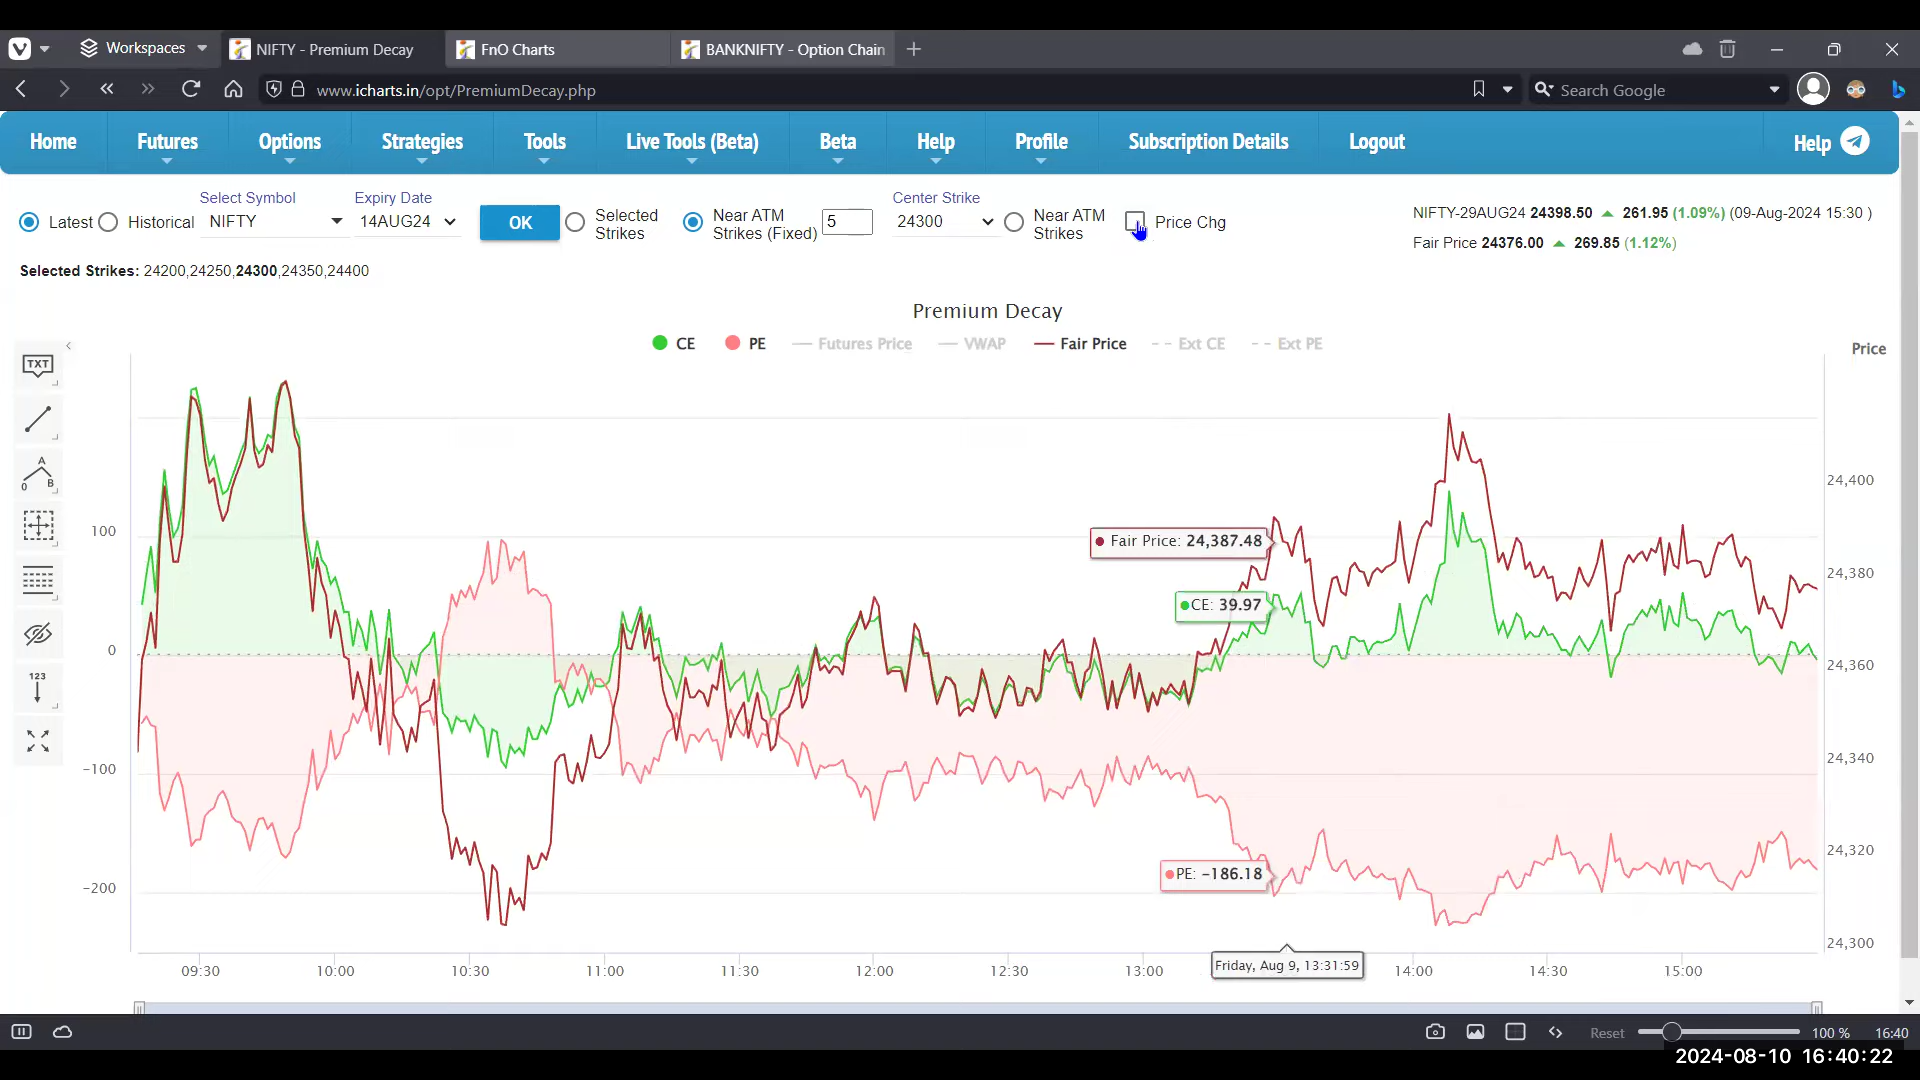 Workspaces
NIFTY - Premium Decay
FnO Charts
BANKNIFTY - Option Chain
www.icharts.in/opt/PremiumDecay.php
Search Google
Home
Futures
Options
Strategies
Tools
Live Tools (Beta)
Beta
Help
Profile
Subscription Details
Logout
Help
Latest
Historical
Select Symbol
NIFTY
Expiry Date
14AUG24
OK
Selected
Strikes
Near ATM
Strikes (Fixed)
5
Center Strike
24300
Near ATM
Strikes
Price Chg
NIFTY-29AUG24 24398.50 ▲ 261.95 (1.09%) (09-Aug-2024 15:30 )
Fair Price 24376.00 ▲ 269.85 (1.12%)
Selected Strikes: 24200,24250,24300,24350,24400
Premium Decay
CE
PE
Futures Price
VWAP
Fair Price
Ext CE
Ext PE
Price
TXT
A
0 B
123
100
0
-100
-200
24,400
24,380
24,360
24,340
24,320
24,300
Fair Price: 24,387.48
CE: 39.97
PE: -186.18
Friday, Aug 9, 13:31:59
09:30
10:00
10:30
11:00
11:30
12:00
12:30
13:00
14:00
14:30
15:00
Reset
100 %
16:40
2024-08-10 16:40:22